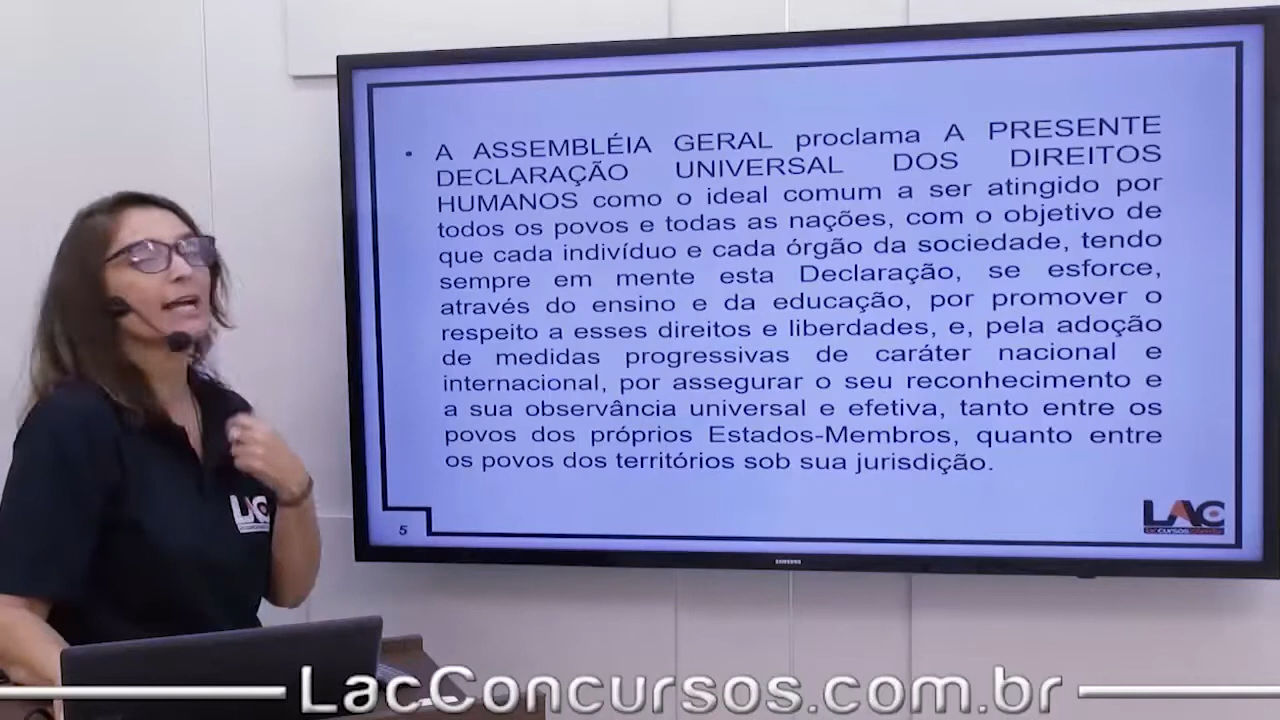 • A ASSEMBLÉIA GERAL proclama A PRESENTE
DECLARAÇÃO UNIVERSAL DOS DIREITOS
HUMANOS como o ideal comum a ser atingido por
todos os povos e todas as nações, com o objetivo de
que cada indivíduo e cada órgão da sociedade, tendo
sempre em mente esta Declaração, se esforce,
através do ensino e da educação, por promover o
respeito a esses direitos e liberdades, e, pela adoção
de medidas progressivas de caráter nacional e
internacional, por assegurar o seu reconhecimento e
a sua observância universal e efetiva, tanto entre os
povos dos próprios Estados-Membros, quanto entre
os povos dos territórios sob sua jurisdição.
5
LAC
LAC
SAMSUNG
LacConcursos.com.br